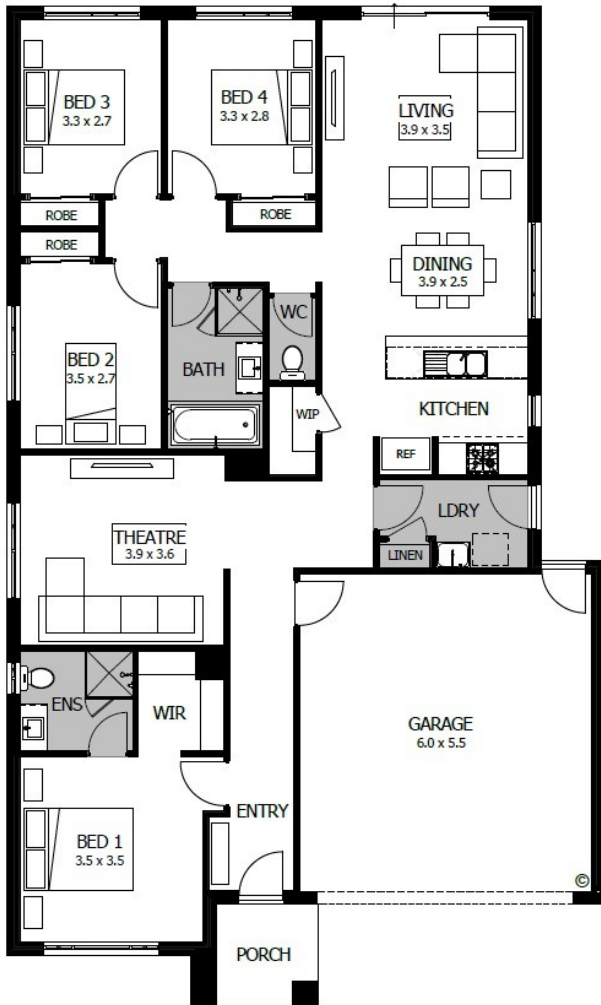 BED 3
3.3 x 2.7
BED 4
3.3 x 2.8
LIVING
3.9 x 3.5
ROBE
ROBE
ROBE
DINING
3.9 x 2.5
WC
BATH
BED 2
3.5 x 2.7
WIP
KITCHEN
REF
LDRY
LINEN
THEATRE
3.9 x 3.6
ENS
WIR
GARAGE
6.0 x 5.5
ENTRY
BED 1
3.5 x 3.5
©
PORCH